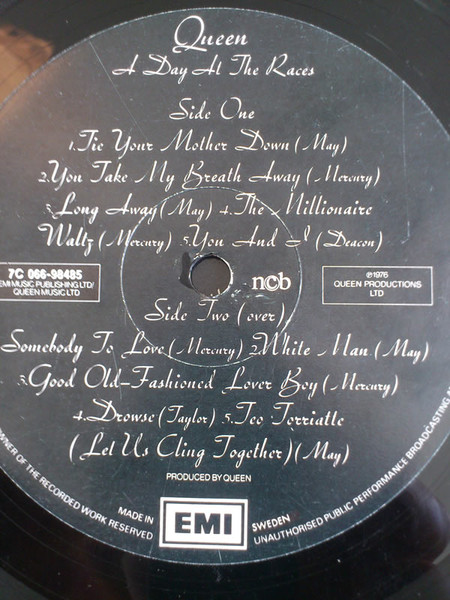 Queen
A Day At The Races
Side One
1. Tie Your Mother Down (May)
2. You Take My Breath Away (Mercury)
3. Long Away (May) 4. The Millionaire
Waltz (Mercury) 5. You And I (Deacon)
7C 066-98485
EMI MUSIC PUBLISHING LTD/
QUEEN MUSIC LTD
ncb
℗1976
QUEEN PRODUCTIONS
LTD
Side Two (over)
Somebody To Love (Mercury) 2. White Man (May)
3. Good Old-Fashioned Lover Boy (Mercury)
4. Drowse (Taylor) 5. Teo Torriatte
(Let Us Cling Together) (May)
PRODUCED BY QUEEN
OWNER OF THE RECORDED WORK RESERVED
MADE IN
EMI
SWEDEN
UNAUTHORISED PUBLIC PERFORMANCE BROADCASTING